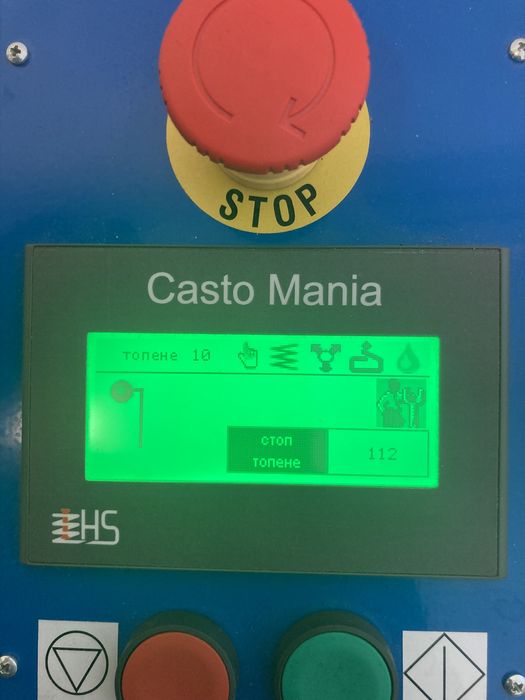 STOP
Casto Mania
топене 10
стоп
топене
112
HS